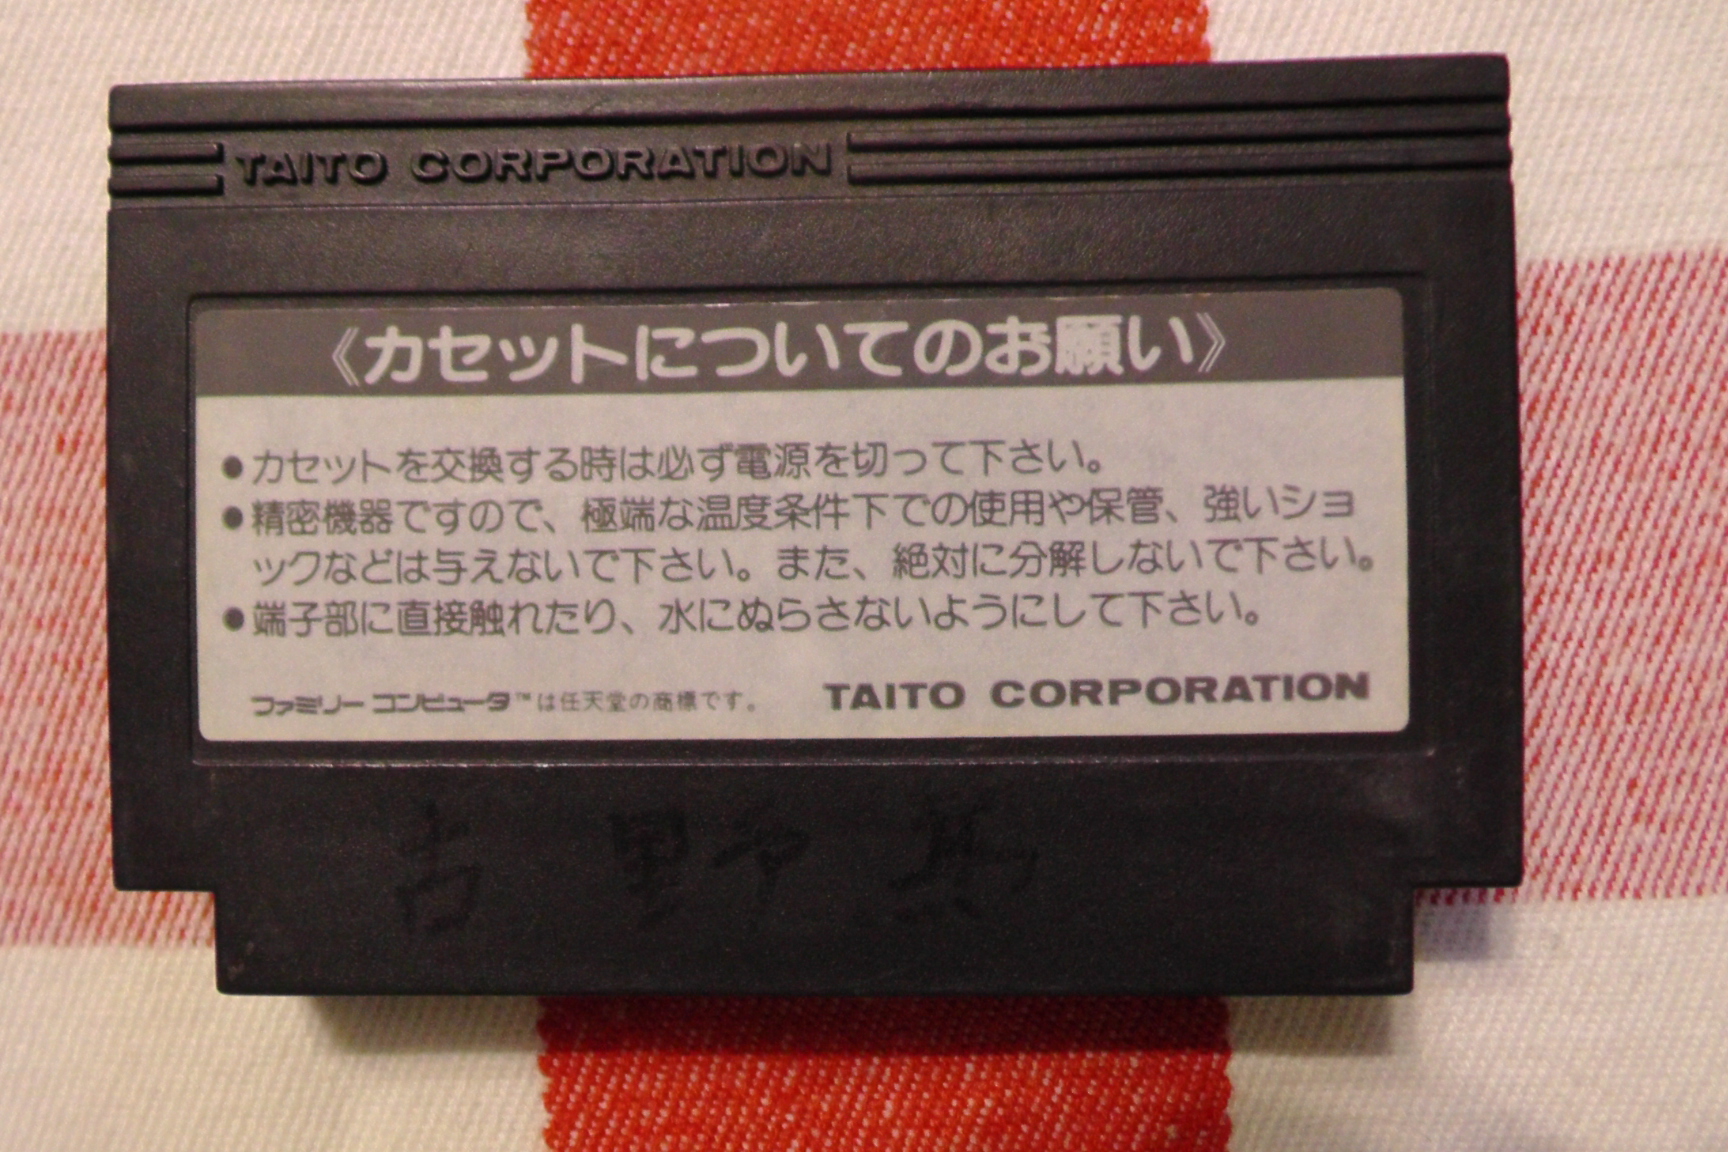 TAITO CORPORATION
《カセットについてのお願い》
●カセットを交換する時は必ず電源を切って下さい。
●精密機器ですので、極端な温度条件下での使用や保管、強いショ
ックなどは与えないで下さい。また、絶対に分解しないで下さい。
●端子部に直接触れたり、水にぬらさないようにして下さい。
ファミリーコンピュータ™は任天堂の商標です。 TAITO CORPORATION
吉野